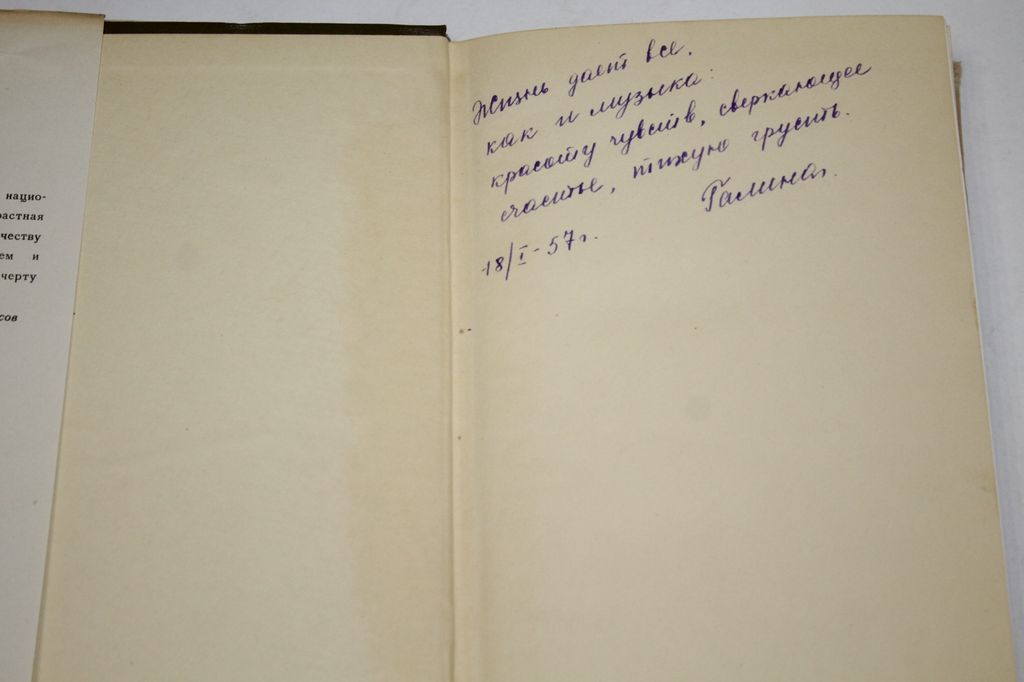 нацио-
растная
честву
ем и
черту
сов
Жизнь дает все,
как и музыка:
красоту чувств, сверкающее
счастье, тихую грусть.
Галина.
18/I-57г.